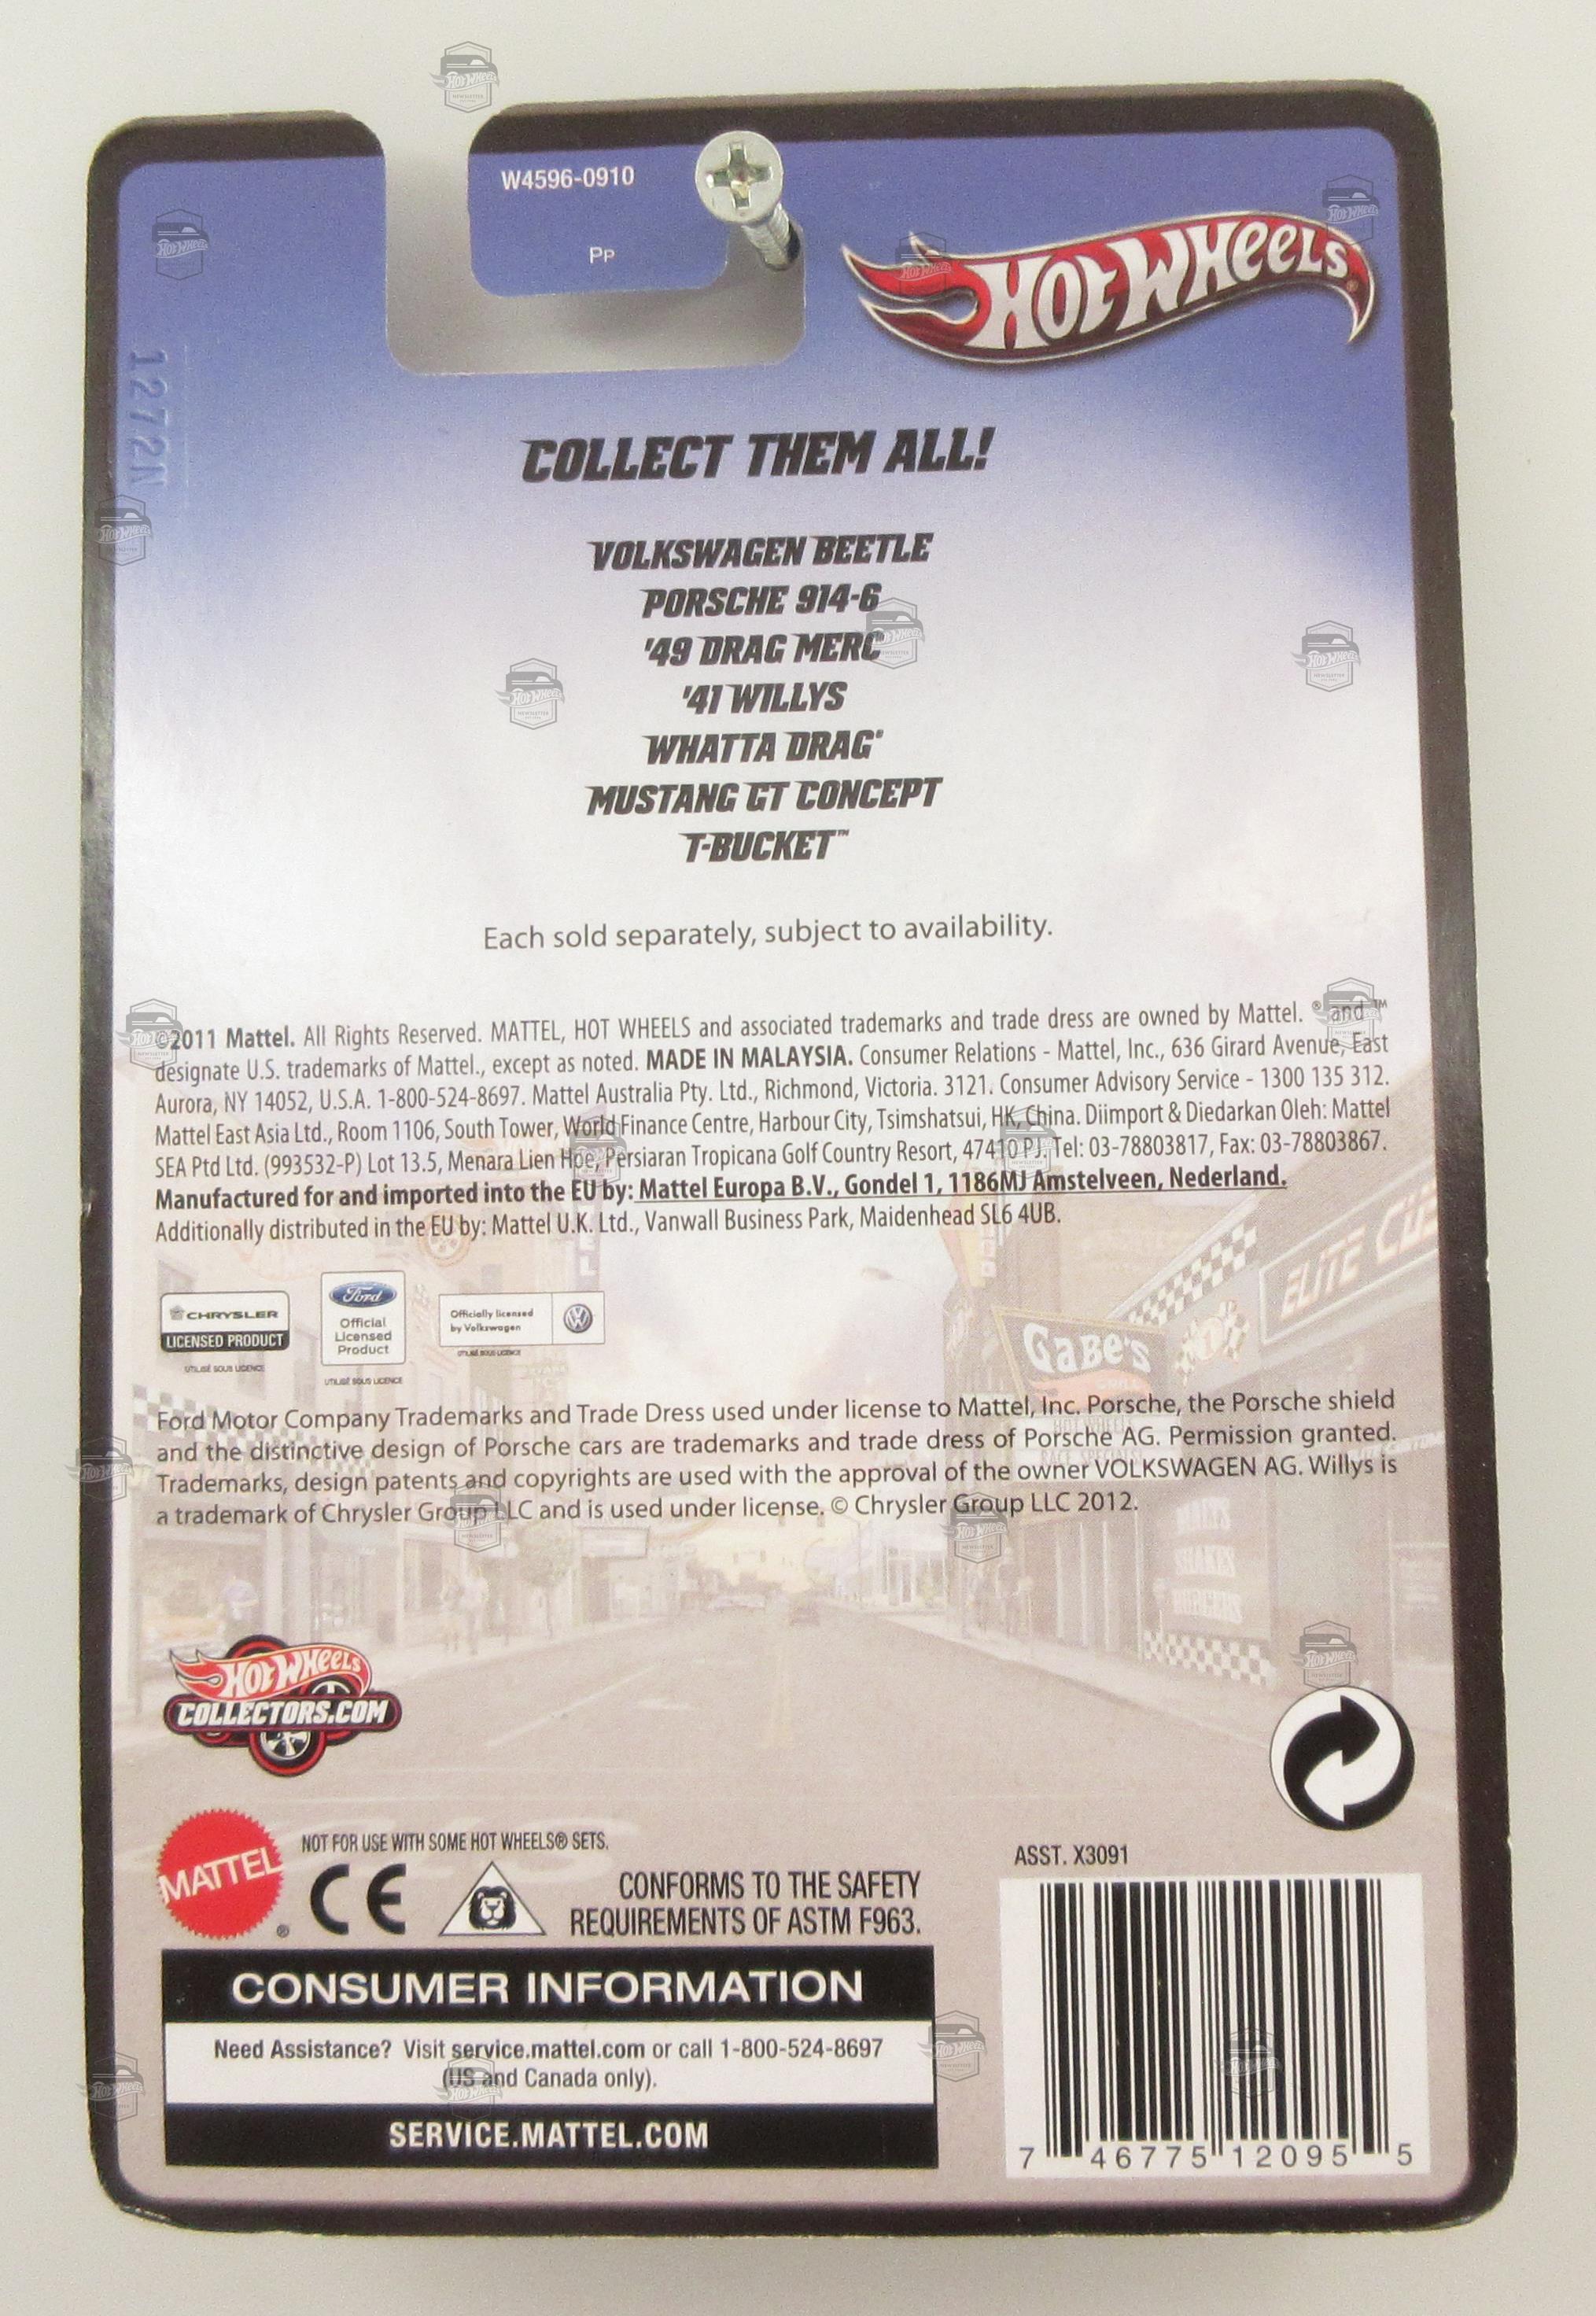 W4596-0910
Pp
HOT WHEELS®
1272N
COLLECT THEM ALL!
VOLKSWAGEN BEETLE
PORSCHE 914-6
'49 DRAG MERC
'41 WILLYS
WHATTA DRAG®
MUSTANG GT CONCEPT
T-BUCKET™
Each sold separately, subject to availability.
©2011 Mattel. All Rights Reserved. MATTEL, HOT WHEELS and associated trademarks and trade dress are owned by Mattel. ® and ™
designate U.S. trademarks of Mattel., except as noted. MADE IN MALAYSIA. Consumer Relations - Mattel, Inc., 636 Girard Avenue, East
Aurora, NY 14052, U.S.A. 1-800-524-8697. Mattel Australia Pty. Ltd., Richmond, Victoria. 3121. Consumer Advisory Service - 1300 135 312.
Mattel East Asia Ltd., Room 1106, South Tower, World Finance Centre, Harbour City, Tsimshatsui, HK, China. Diimport & Diedarkan Oleh: Mattel
SEA Ptd Ltd. (993532-P) Lot 13.5, Menara Lien Hoe, Persiaran Tropicana Golf Country Resort, 47410 PJ. Tel: 03-78803817, Fax: 03-78803867.
Manufactured for and imported into the EU by: Mattel Europa B.V., Gondel 1, 1186MJ Amstelveen, Nederland.
Additionally distributed in the EU by: Mattel U.K. Ltd., Vanwall Business Park, Maidenhead SL6 4UB.
CHRYSLER
LICENSED PRODUCT
UTILISÉ SOUS LICENCE
Ford
Official
Licensed
Product
UTILISÉ SOUS LICENCE
Officially licensed
by Volkswagen
UTILISÉ SOUS LICENCE
ELITE
GABE'S
Ford Motor Company Trademarks and Trade Dress used under license to Mattel, Inc. Porsche, the Porsche shield
and the distinctive design of Porsche cars are trademarks and trade dress of Porsche AG. Permission granted.
Trademarks, design patents and copyrights are used with the approval of the owner VOLKSWAGEN AG. Willys is
a trademark of Chrysler Group LLC and is used under license. © Chrysler Group LLC 2012.
HOT WHEELS
COLLECTORS.COM
MATTEL®
NOT FOR USE WITH SOME HOT WHEELS® SETS.
CE
CONFORMS TO THE SAFETY
REQUIREMENTS OF ASTM F963.
CONSUMER INFORMATION
Need Assistance? Visit service.mattel.com or call 1-800-524-8697
(US and Canada only).
SERVICE.MATTEL.COM
ASST. X3091
7 46775 12095 5